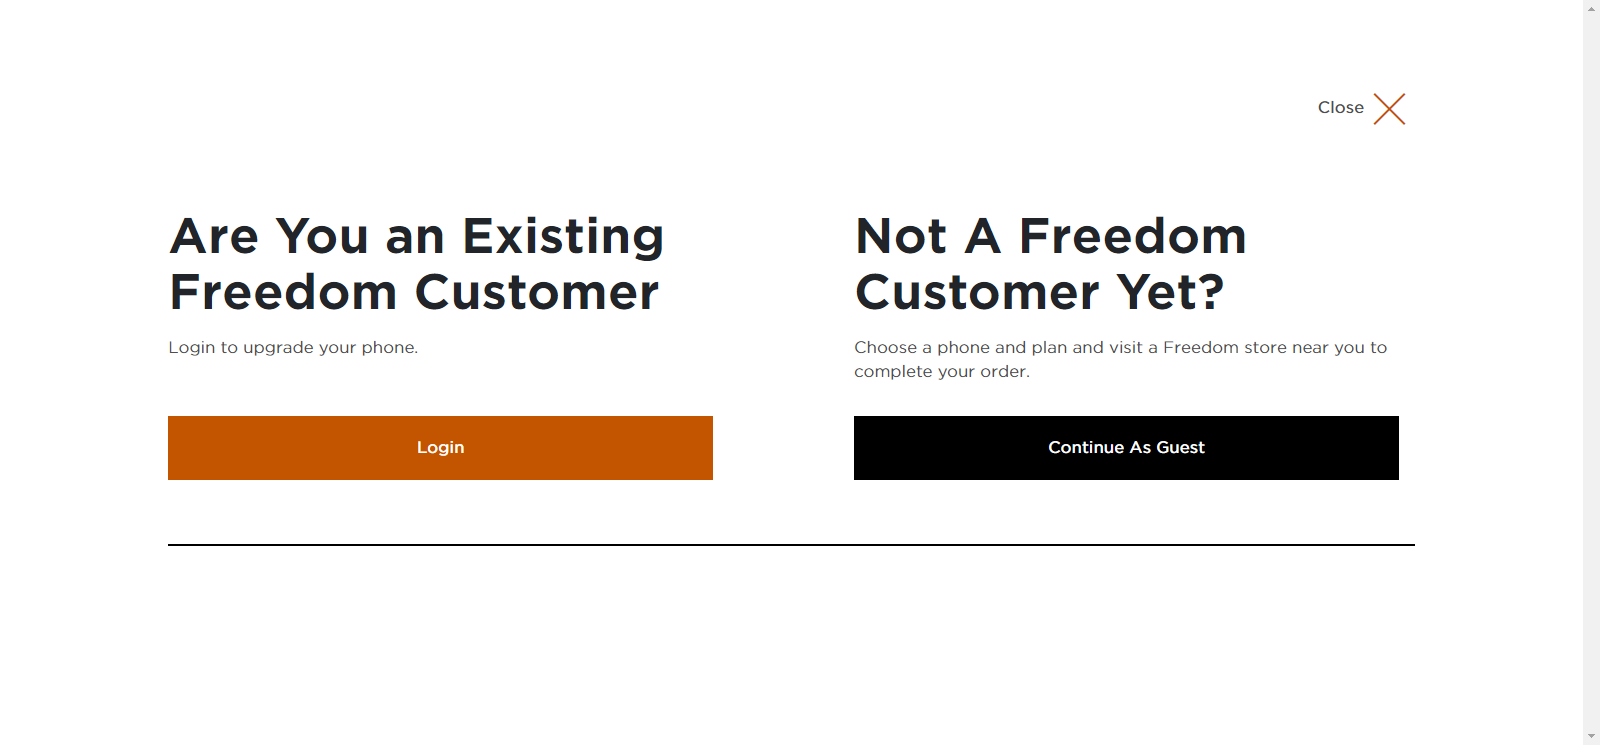 Close
Are You an Existing
Freedom Customer
Login to upgrade your phone.
Login
Not A Freedom
Customer Yet?
Choose a phone and plan and visit a Freedom store near you to
complete your order.
Continue As Guest